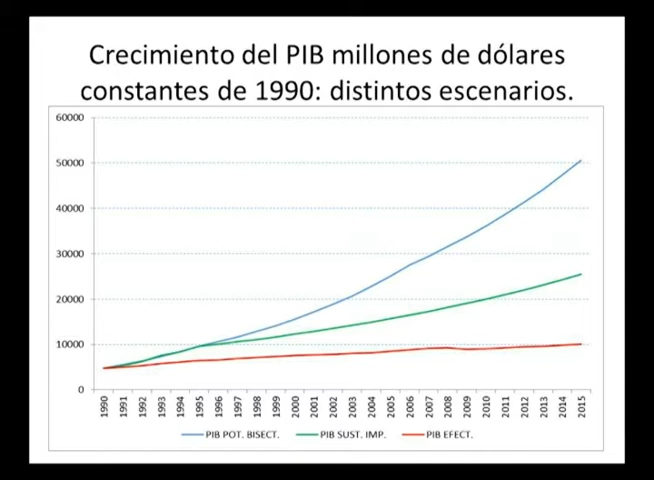 Crecimiento del PIB millones de dólares
constantes de 1990: distintos escenarios.
60000
50000
40000
30000
20000
10000
0
1990 1991 1992 1993 1994 1995 1996 1997 1998 1999 2000 2001 2002 2003 2004 2005 2006 2007 2008 2009 2010 2011 2012 2013 2014 2015
PIB POT. BISECT. PIB SUST. IMP. PIB EFECT.